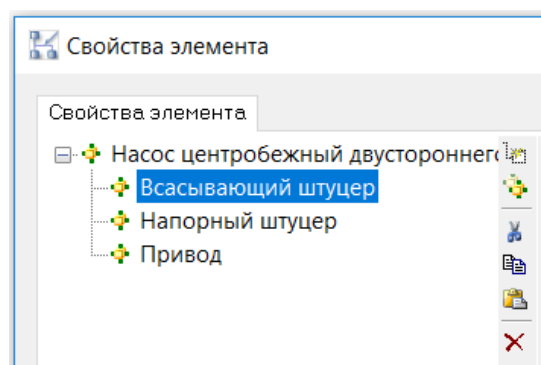 Свойства элемента
Свойства элемента
Насос центробежный двустороннего
Всасывающий штуцер
Напорный штуцер
Привод